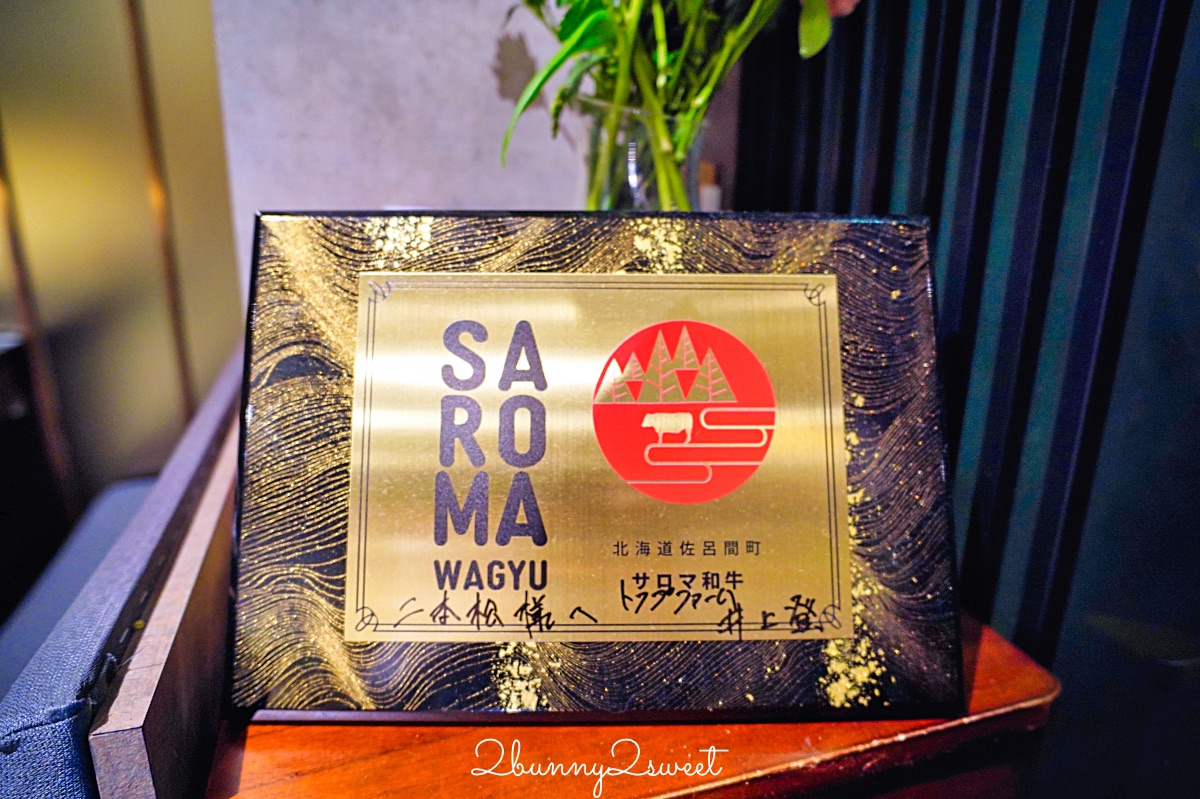 SA
RO
MA
WAGYU
北海道佐呂間町
サロマ和牛
二本松様へ
トップファーム
井上登
2bunny2sweet